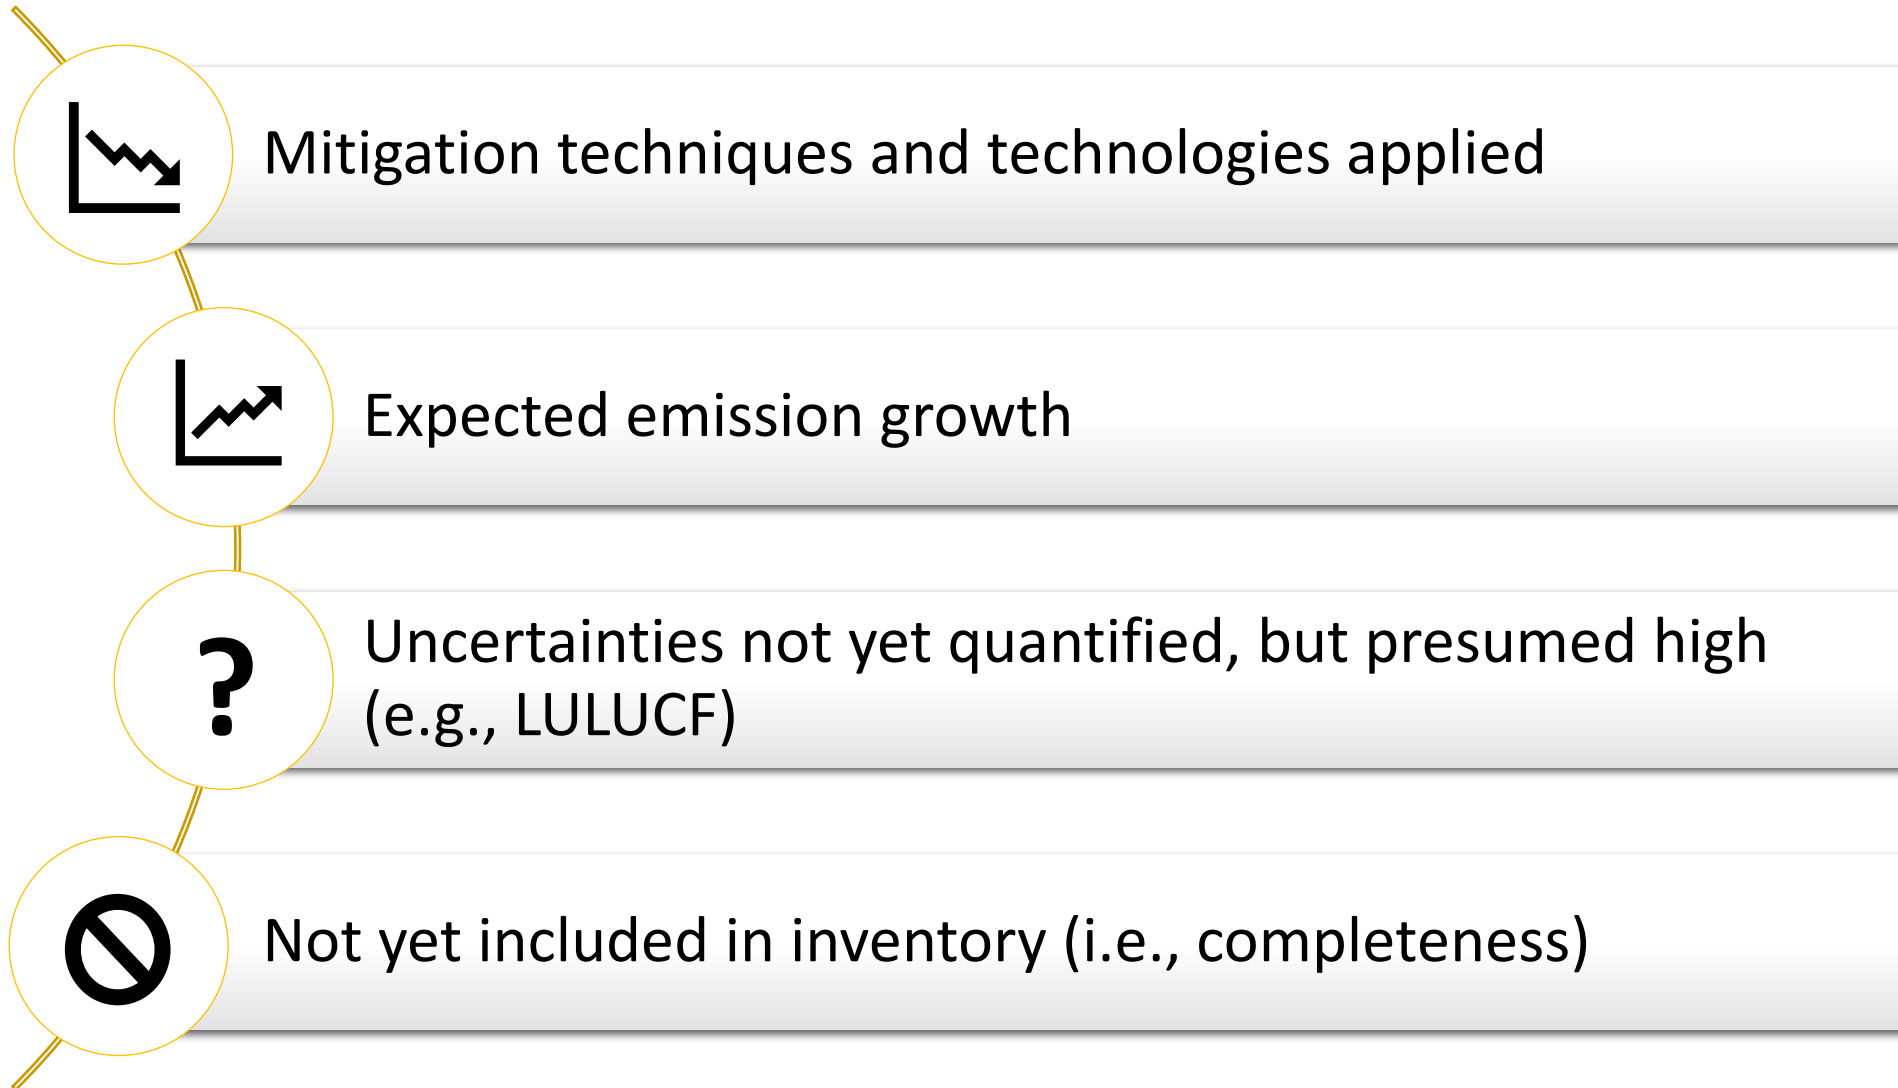 Mitigation techniques and technologies applied
Expected emission growth
?
Uncertainties not yet quantified, but presumed high
(e.g., LULUCF)
Not yet included in inventory (i.e., completeness)